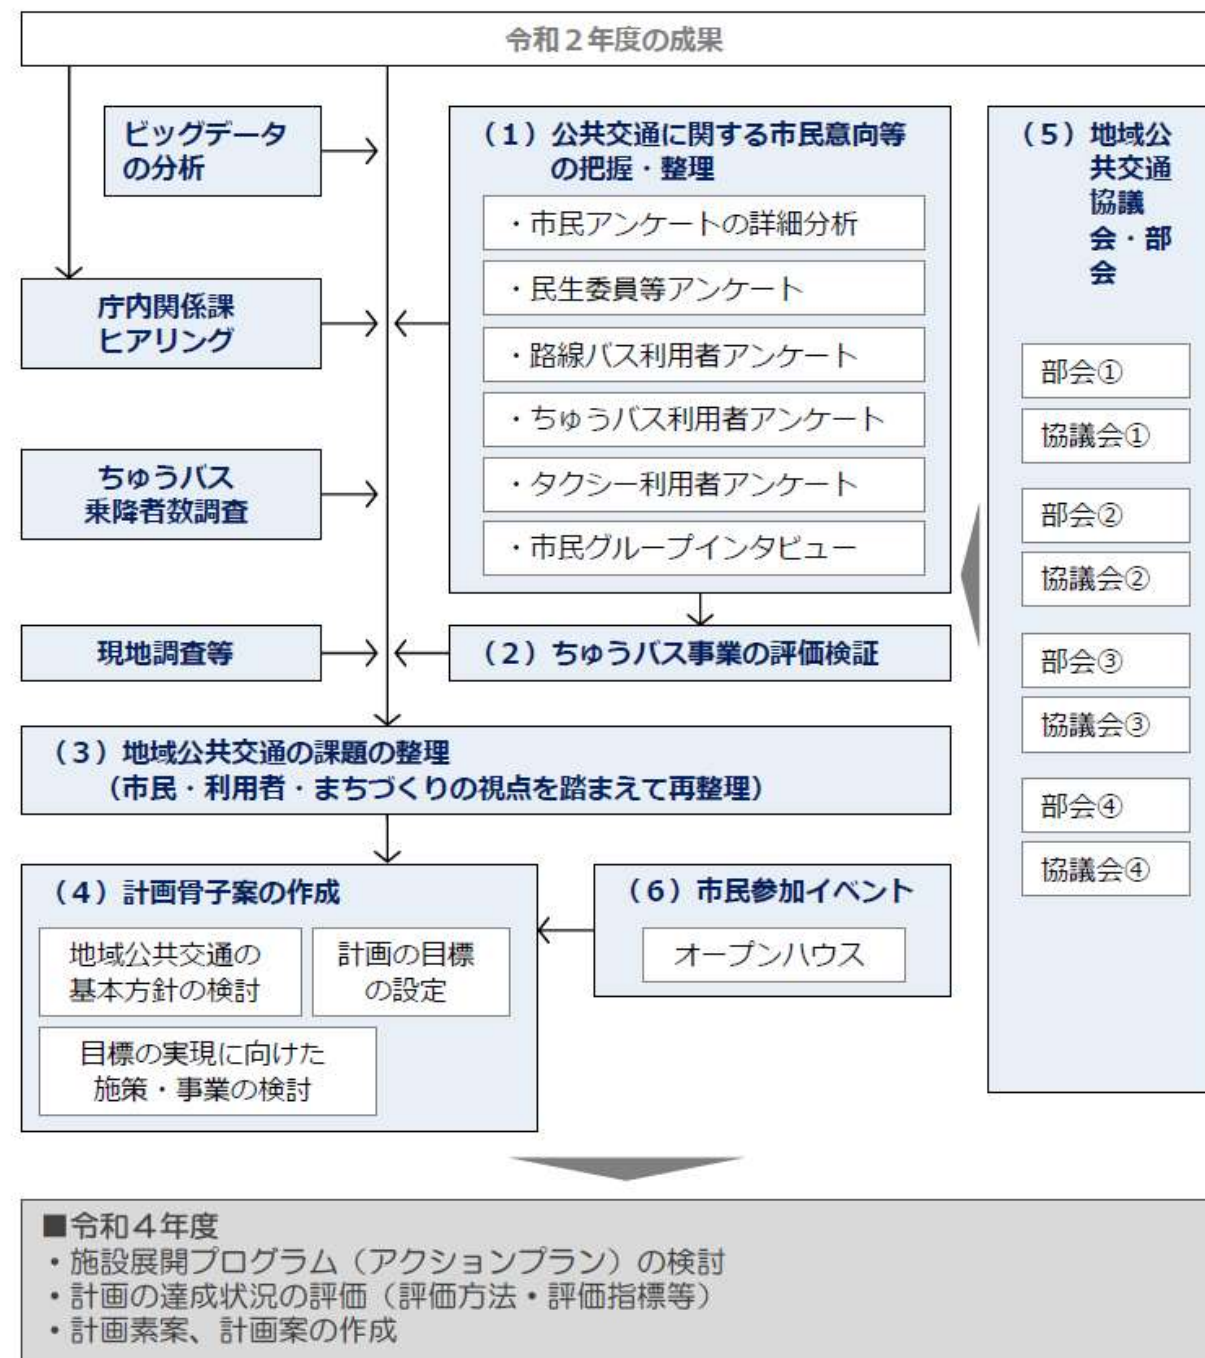 令和２年度の成果
ビッグデータ
の分析
庁内関係課
ヒアリング
ちゅうバス
乗降者数調査
現地調査等
（１）公共交通に関する市民意向等
の把握・整理
・市民アンケートの詳細分析
・民生委員等アンケート
・路線バス利用者アンケート
・ちゅうバス利用者アンケート
・タクシー利用者アンケート
・市民グループインタビュー
（２）ちゅうバス事業の評価検証
（３）地域公共交通の課題の整理
（市民・利用者・まちづくりの視点を踏まえて再整理）
（４）計画骨子案の作成
地域公共交通の
基本方針の検討
計画の目標
の設定
目標の実現に向けた
施策・事業の検討
（６）市民参加イベント
オープンハウス
（５）地域公
共交通
協議
会・部
会
部会①
協議会①
部会②
協議会②
部会③
協議会③
部会④
協議会④
■令和４年度
・施設展開プログラム（アクションプラン）の検討
・計画の達成状況の評価（評価方法・評価指標等）
・計画素案、計画案の作成